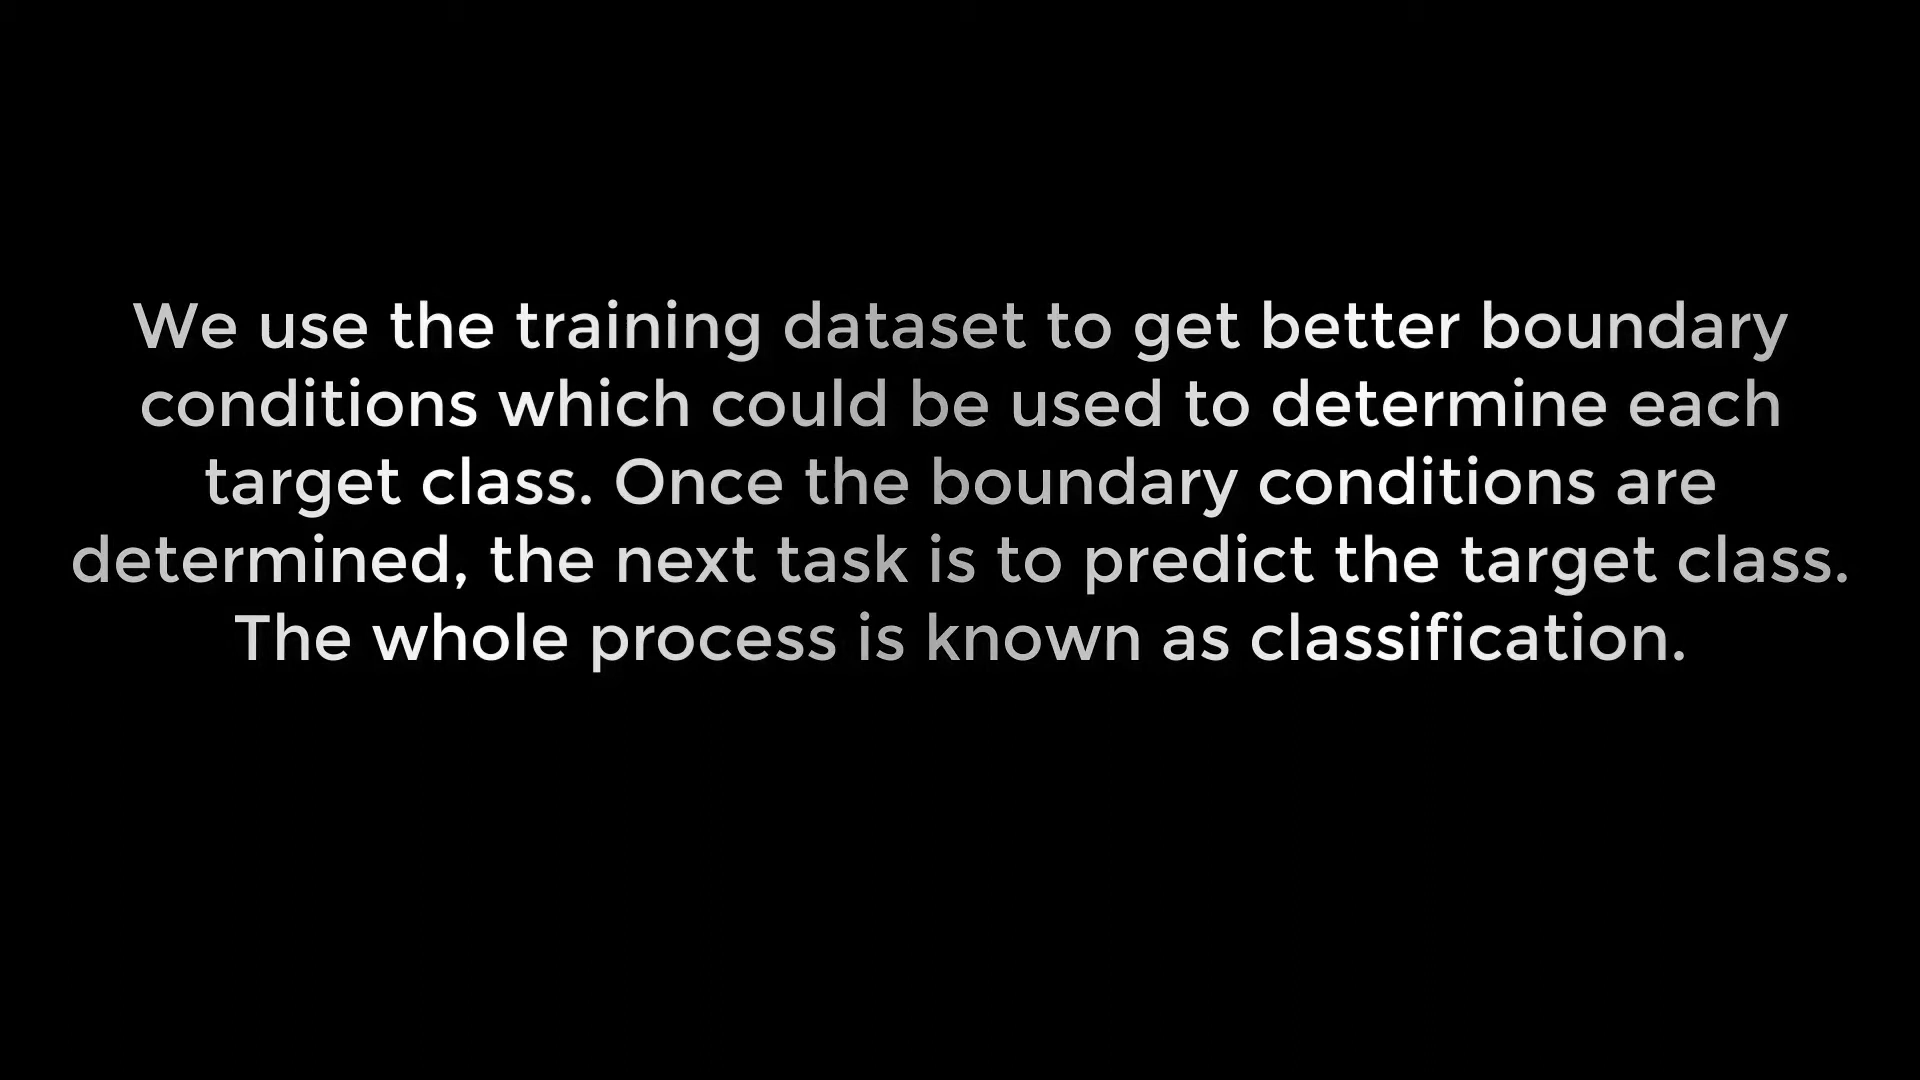 We use the training dataset to get better boundary
conditions which could be used to determine each
target class. Once the boundary conditions are
determined, the next task is to predict the target class.
The whole process is known as classification.